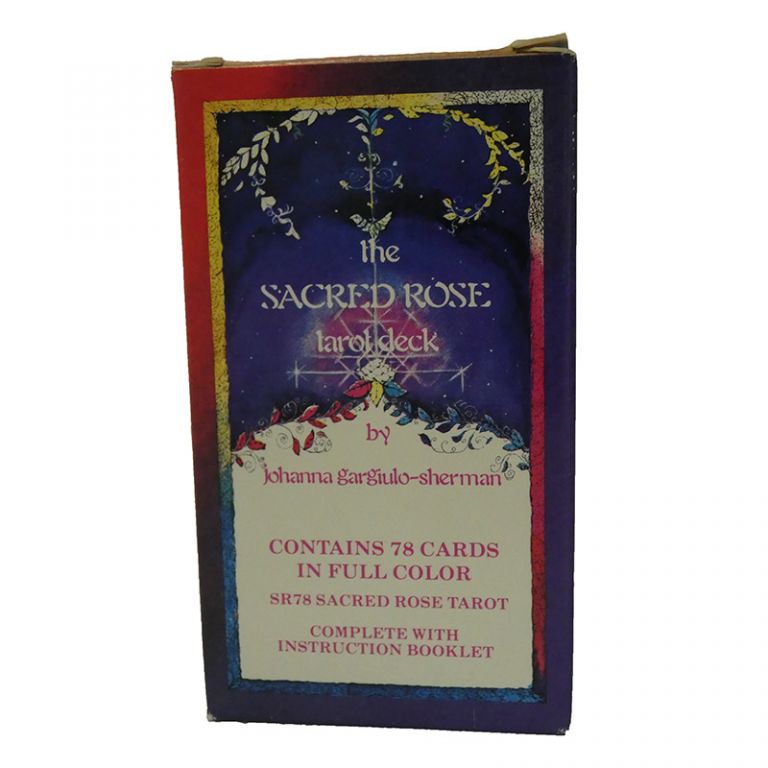 the
SACRED ROSE
tarot deck
by
johanna gargiulo-sherman
CONTAINS 78 CARDS
IN FULL COLOR
SR78 SACRED ROSE TAROT
COMPLETE WITH
INSTRUCTION BOOKLET